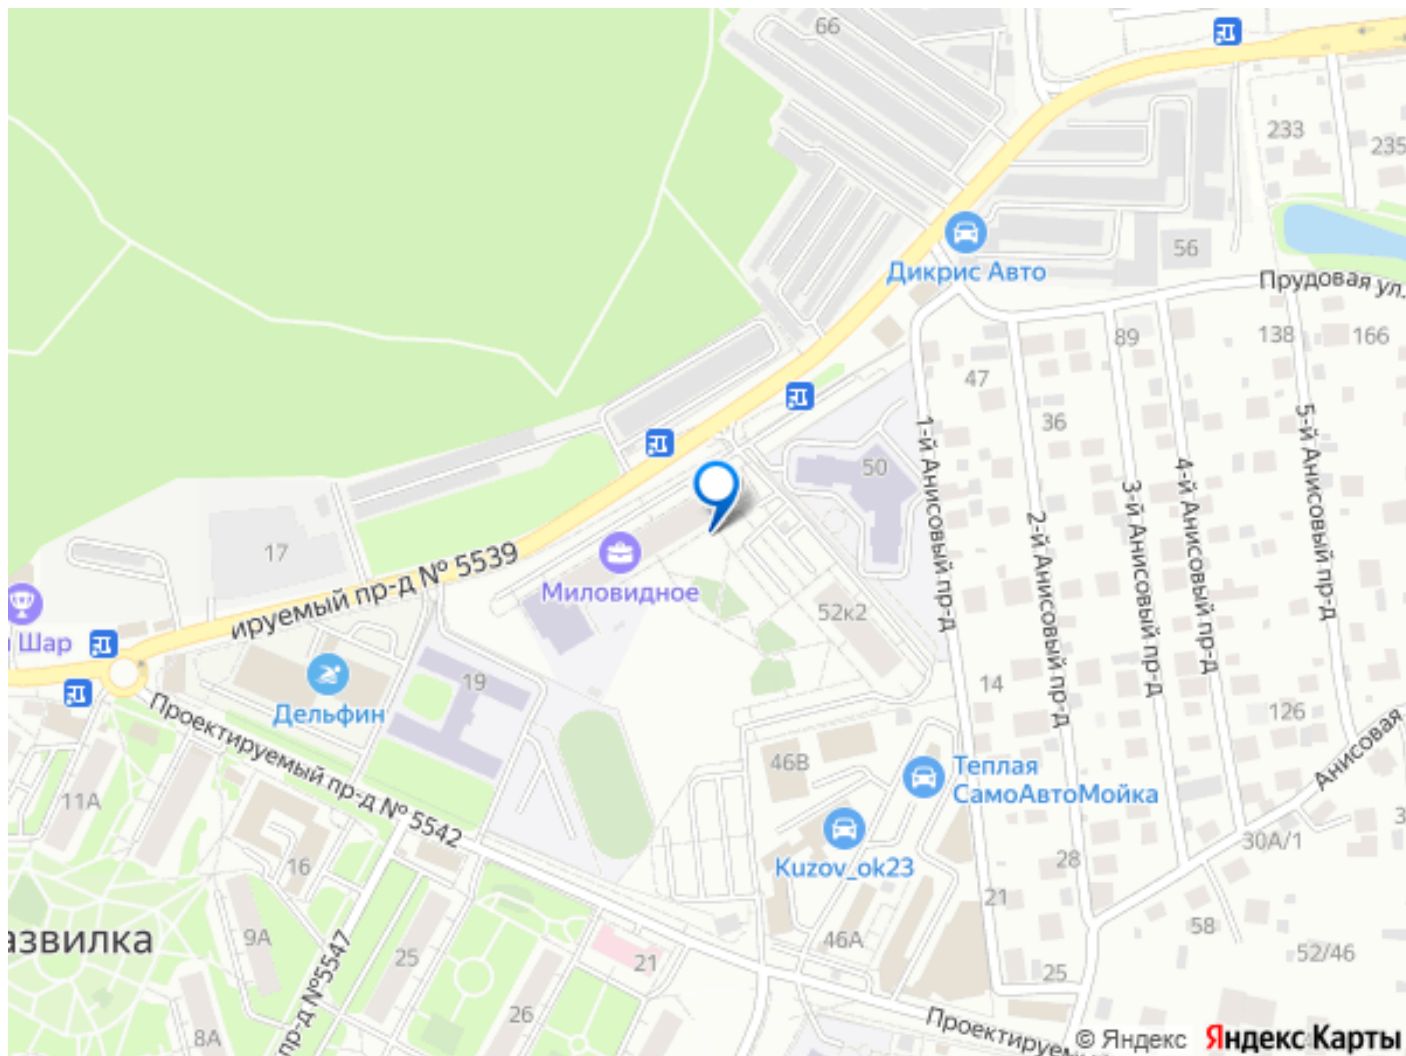 66
233
235
56
Дикрис Авто
Прудовая ул.
89
138
166
47
36
1-й Анисовый пр-д
2-й Анисовый пр-д
3-й Анисовый пр-д
4-й Анисовый пр-д
5-й Анисовый пр-д
50
17
ируемый пр-д № 5539
Миловидное
52к2
Шар
19
14
Дельфин
126
Анисовая
Проектируемый пр-д № 5542
46В
Теплая
СамоАвтоМойка
11А
Kuzov_ok23
30А/1
16
28
21
58
9А
азвилка
25
46А
21
52/46
25
пр-д №5547
26
8А
Проектируемый
© Яндекс
Яндекс Карты